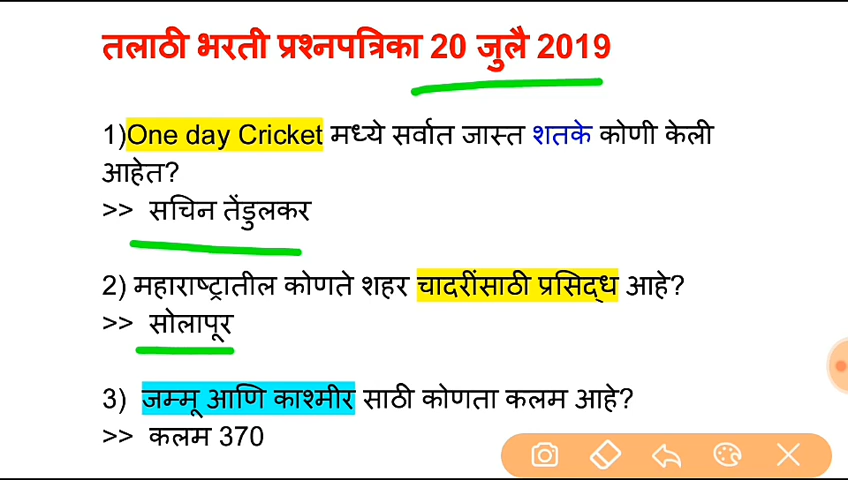 तलाठी भरती प्रश्नपत्रिका 20 जुलै 2019
1)One day Cricket मध्ये सर्वात जास्त शतके कोणी केली
आहेत?
>> सचिन तेंडुलकर
2) महाराष्ट्रातील कोणते शहर चादरींसाठी प्रसिद्ध आहे?
>> सोलापूर
3) जम्मू आणि काश्मीर साठी कोणता कलम आहे?
>> कलम 370